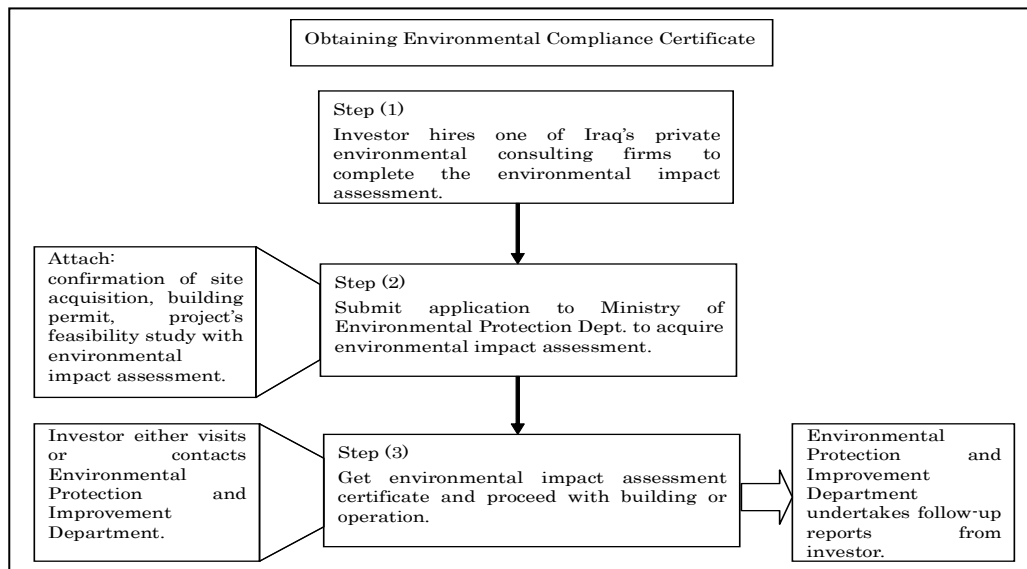 Obtaining Environmental Compliance Certificate
Step (1)
Investor hires one of Iraq's private
environmental consulting firms to
complete the environmental impact
assessment.
Attach:
confirmation of site
acquisition, building
permit, project's
feasibility study with
environmental
impact assessment.
Step (2)
Submit application to Ministry of
Environmental Protection Dept. to acquire
environmental impact assessment.
Investor either visits
or contacts
Environmental
Protection and
Improvement
Department.
Step (3)
Get environmental impact assessment
certificate and proceed with building or
operation.
Environmental
Protection and
Improvement
Department
undertakes follow-up
reports from
investor.